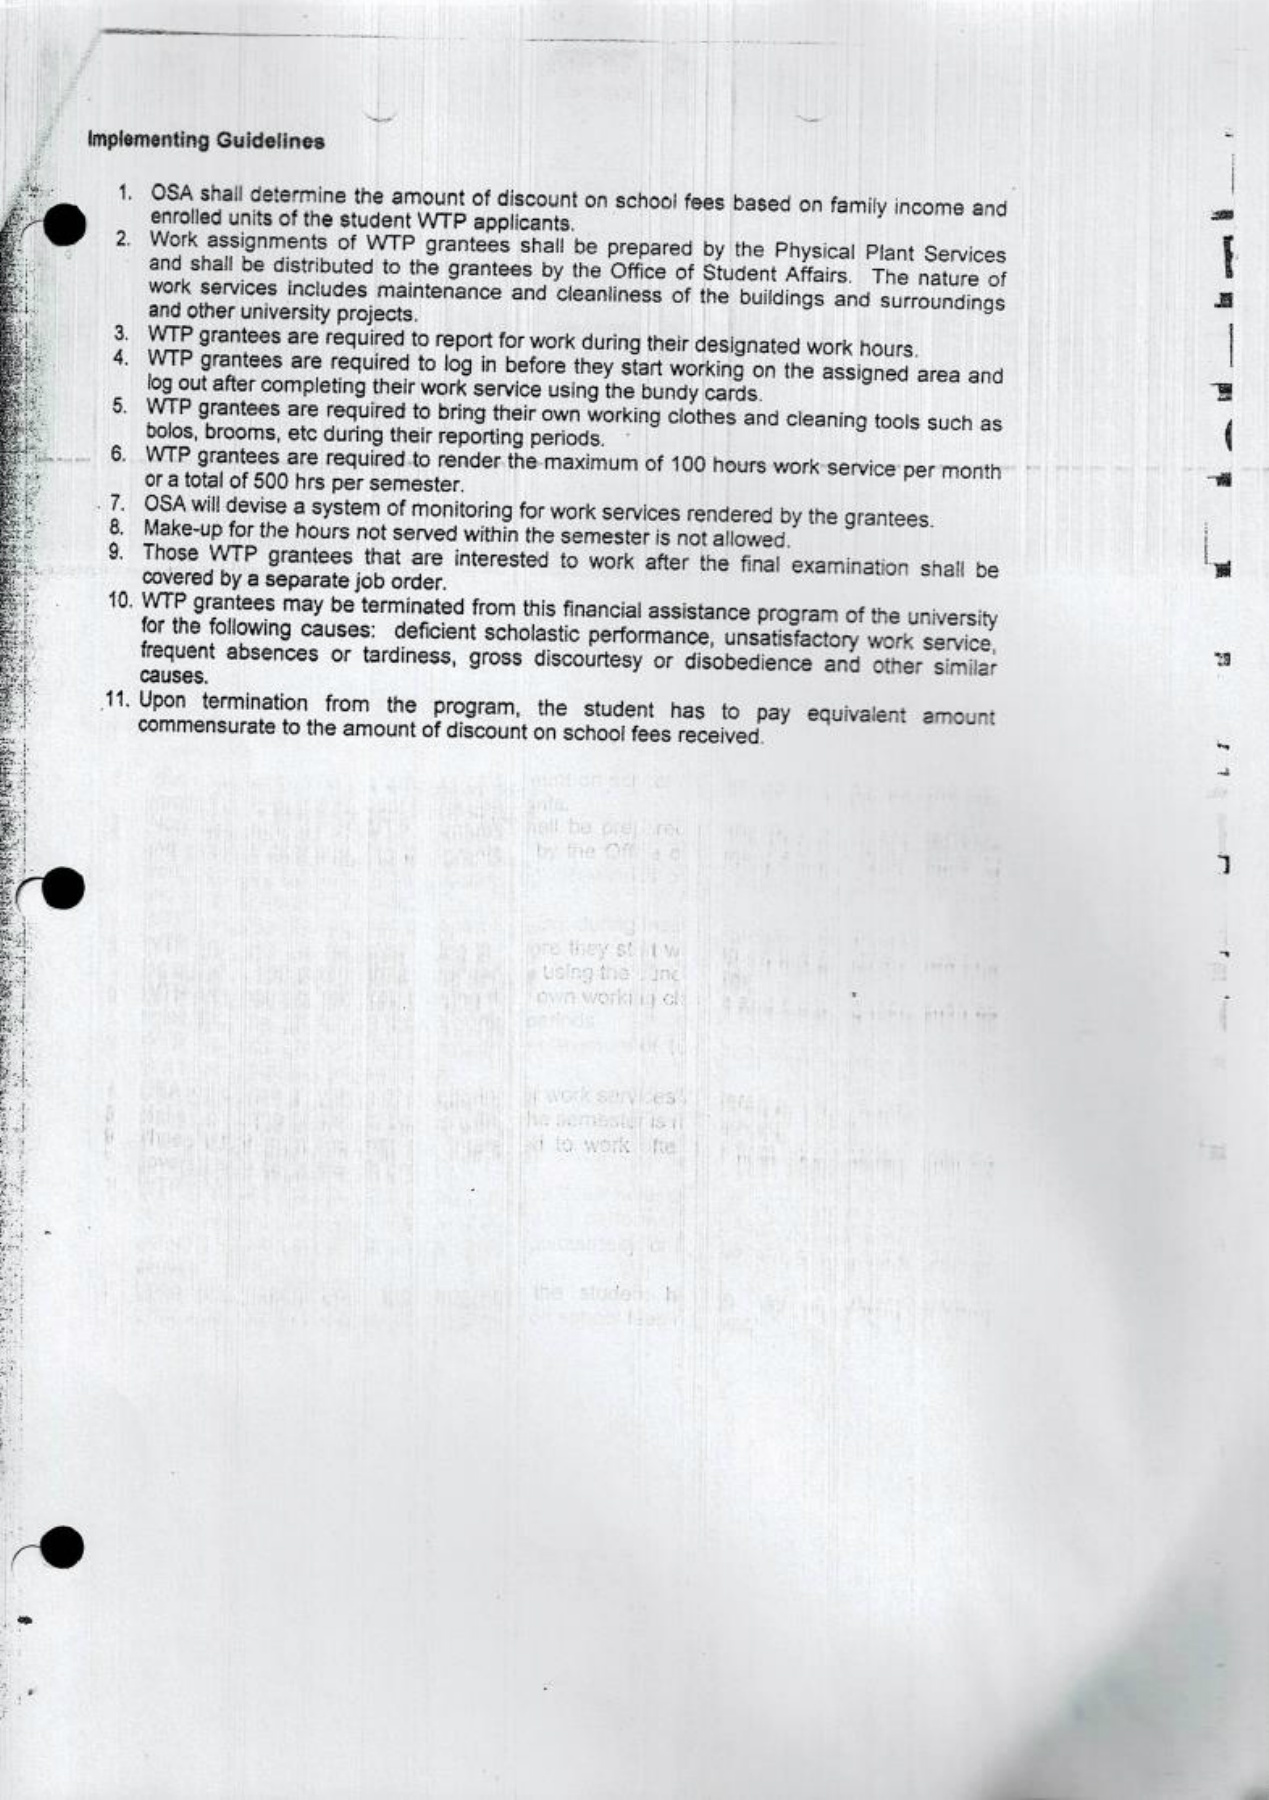 Implementing Guidelines
1. OSA shall determine the amount of discount on school fees based on family income and
enrolled units of the student WTP applicants.
2. Work assignments of WTP grantees shall be prepared by the Physical Plant Services
and shall be distributed to the grantees by the Office of Student Affairs. The nature of
work services includes maintenance and cleanliness of the buildings and surroundings
and other university projects.
3. WTP grantees are required to report for work during their designated work hours.
4. WTP grantees are required to log in before they start working on the assigned area and
log out after completing their work service using the bundy cards.
5. WTP grantees are required to bring their own working clothes and cleaning tools such as
bolos, brooms, etc during their reporting periods.
6. WTP grantees are required to render the maximum of 100 hours work service per month
or a total of 500 hrs per semester.
7. OSA will devise a system of monitoring for work services rendered by the grantees.
8. Make-up for the hours not served within the semester is not allowed.
9. Those WTP grantees that are interested to work after the final examination shall be
covered by a separate job order.
10. WTP grantees may be terminated from this financial assistance program of the university
for the following causes: deficient scholastic performance, unsatisfactory work service,
frequent absences or tardiness, gross discourtesy or disobedience and other similar
causes.
11. Upon termination from the program, the student has to pay equivalent amount
commensurate to the amount of discount on school fees received.